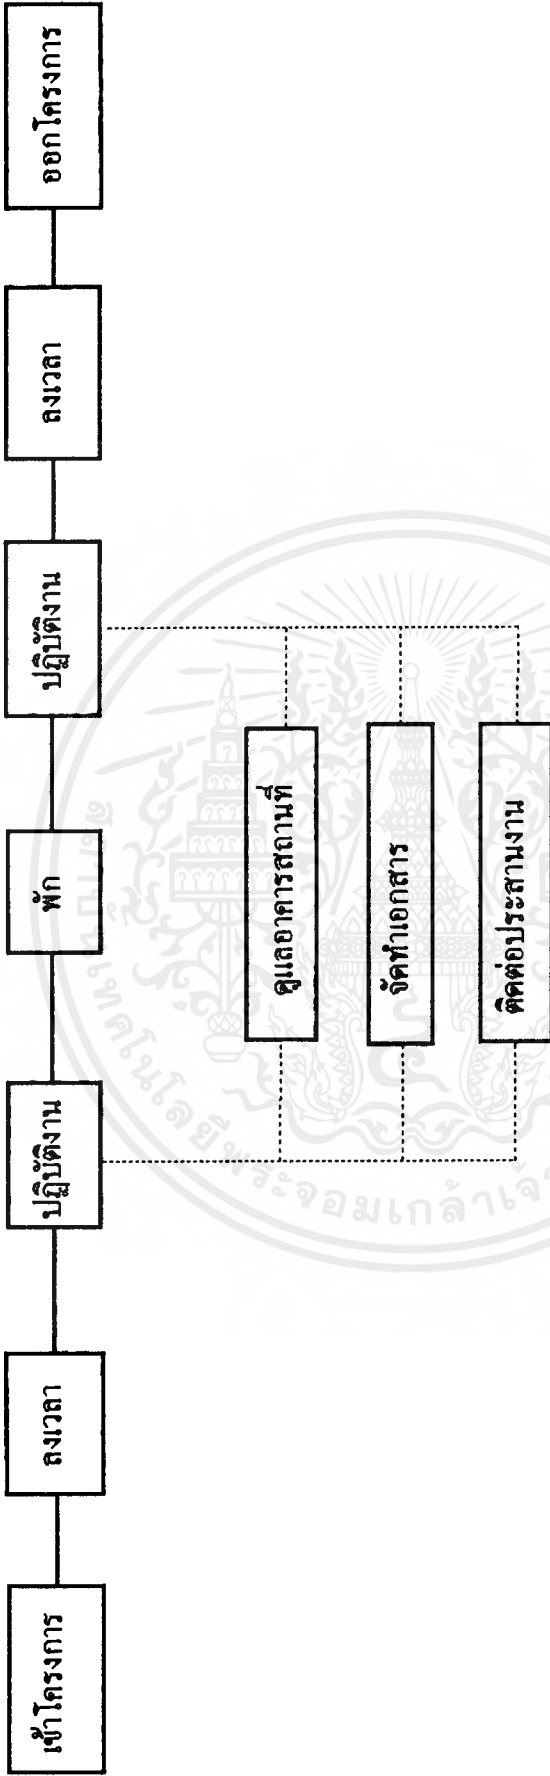 เข้าโครงการ
ลงเวลา
ปฏิบัติงาน
พัก
ปฏิบัติงาน
ลงเวลา
ออกโครงการ
ดูแลอาคารสถานที่
จัดทำเอกสาร
ติดต่อประสานงาน